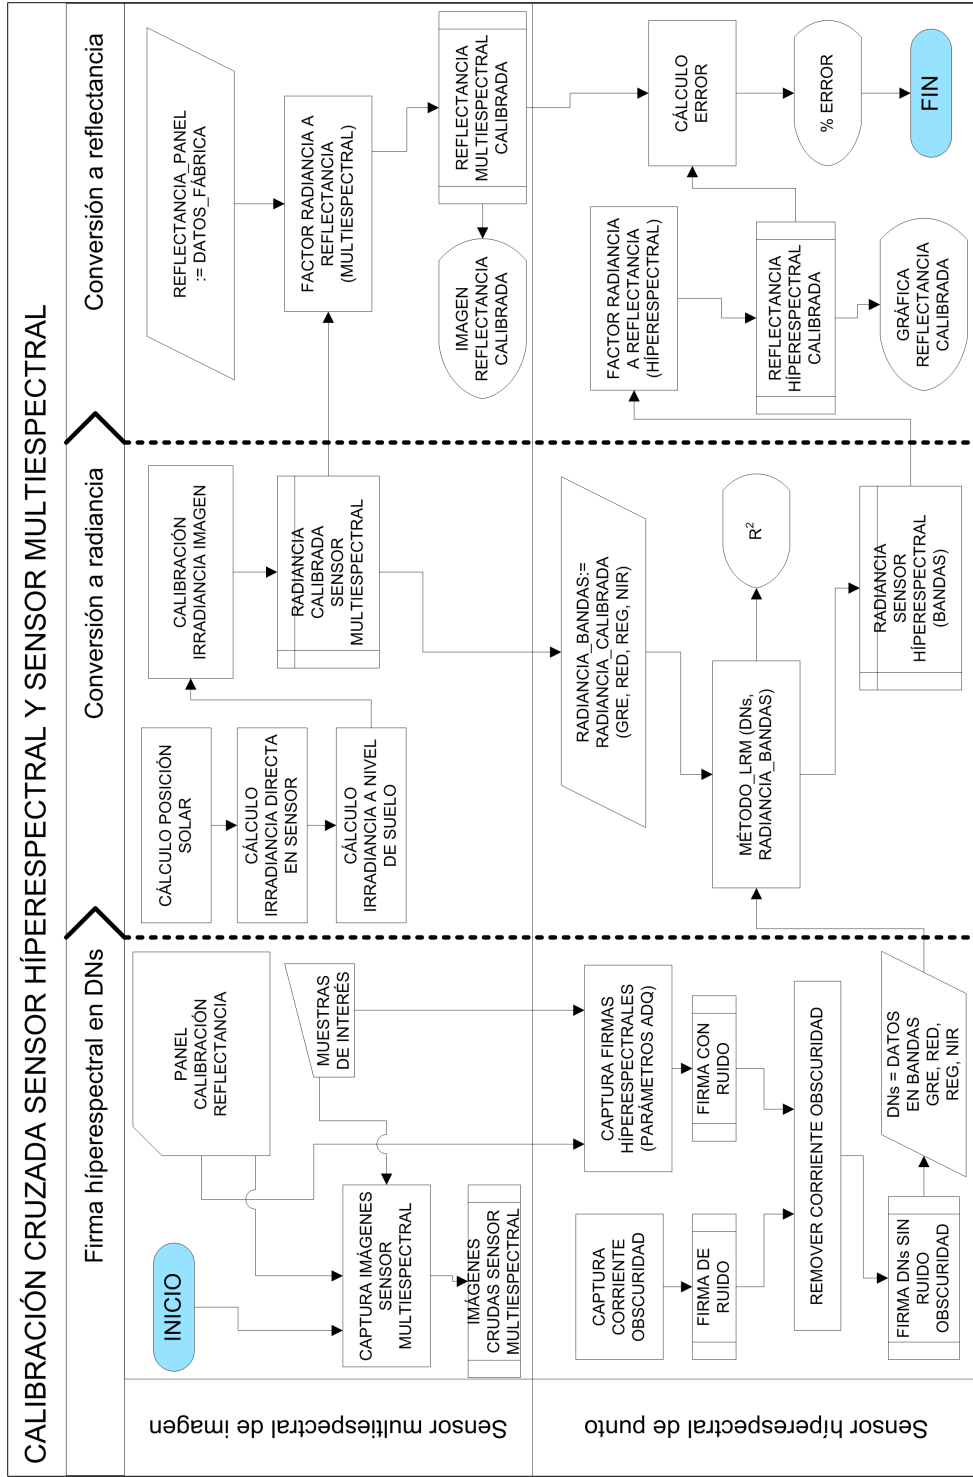 CALIBRACIÓN CRUZADA SENSOR HÍPERESPECTRAL Y SENSOR MULTIESPECTRAL
Firma híperespectral en DNs
Conversión a radiancia
Conversión a reflectancia
Sensor multiespectral de imagen
INICIO
PANEL
CALIBRACIÓN
REFLECTANCIA
MUESTRAS
DE INTERÉS
CAPTURA IMÁGENES
SENSOR
MULTIESPECTRAL
IMÁGENES
CRUDAS SENSOR
MULTIESPECTRAL
CÁLCULO POSICIÓN
SOLAR
CÁLCULO
IRRADIANCIA DIRECTA
EN SENSOR
CÁLCULO
IRRADIANCIA A NIVEL
DE SUELO
CALIBRACIÓN
IRRADIANCIA IMAGEN
RADIANCIA
CALIBRADA
SENSOR
MULTIESPECTRAL
REFLECTANCIA_PANEL
:= DATOS_FÁBRICA
FACTOR RADIANCIA A
REFLECTANCIA
(MULTIESPECTRAL)
REFLECTANCIA
MULTIESPECTRAL
CALIBRADA
IMAGEN
REFLECTANCIA
CALIBRADA
Sensor híperespectral de punto
CAPTURA
CORRIENTE
OBSCURIDAD
CAPTURA FIRMAS
HÍPERESPECTRALES
(PARÁMETROS ADQ)
FIRMA DE
RUIDO
FIRMA CON
RUIDO
REMOVER CORRIENTE OBSCURIDAD
FIRMA DNs SIN
RUIDO
OBSCURIDAD
DNs = DATOS
EN BANDAS
GRE, RED,
REG, NIR
RADIANCIA_BANDAS:=
RADIANCIA_CALIBRADA
(GRE, RED, REG, NIR)
MÉTODO_LRM (DNs,
RADIANCIA_BANDAS)
R²
RADIANCIA
SENSOR
HÍPERESPECTRAL
(BANDAS)
FACTOR RADIANCIA
A REFLECTANCIA
(HÍPERESPECTRAL)
REFLECTANCIA
HÍPERESPECTRAL
CALIBRADA
GRÁFICA
REFLECTANCIA
CALIBRADA
CÁLCULO
ERROR
% ERROR
FIN